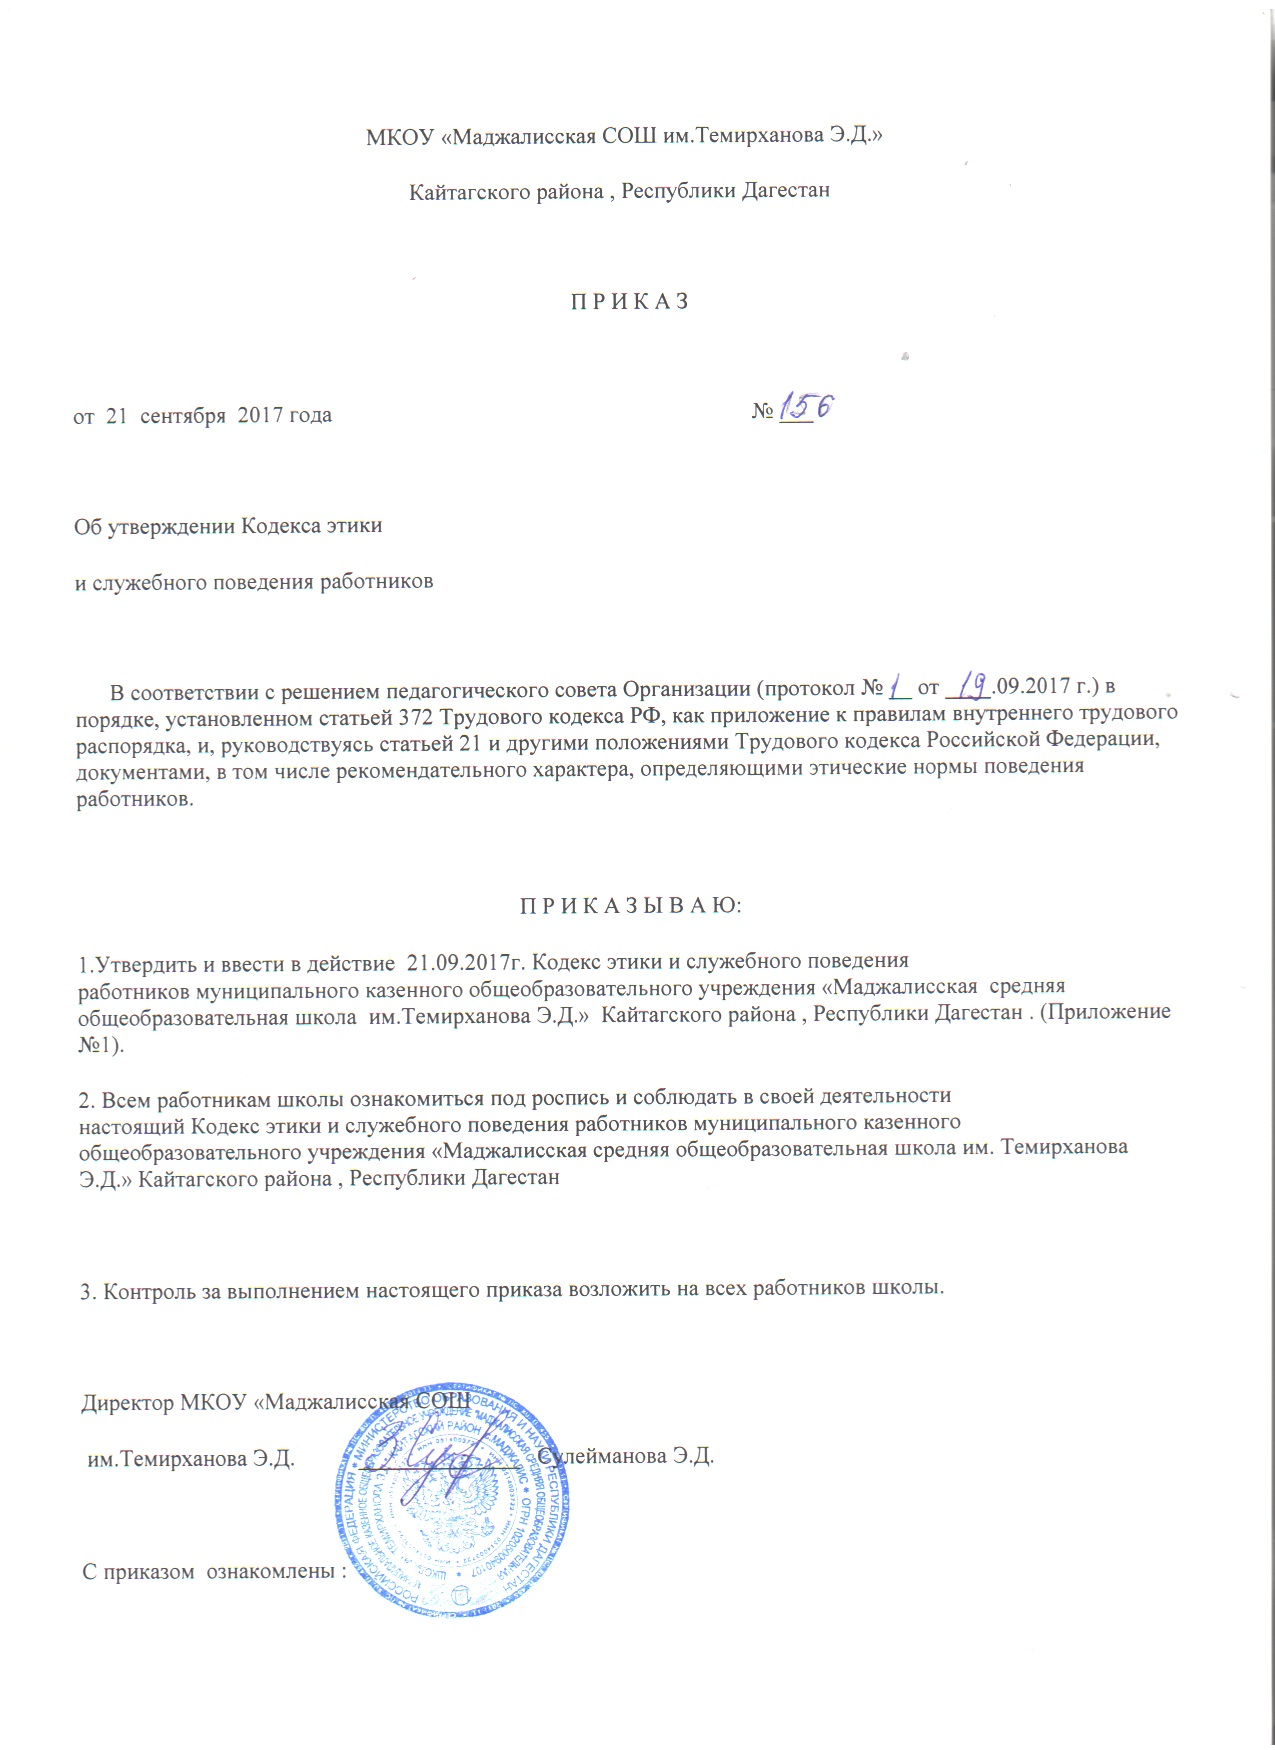 МКОУ «Маджалисская СОШ им.Темирханова Э.Д.»
Кайтагского района , Республики Дагестан
П Р И К А З
от 21 сентября 2017 года № 156
Об утверждении Кодекса этики
и служебного поведения работников
В соответствии с решением педагогического совета Организации (протокол № 1 от 19.09.2017 г.) в
порядке, установленном статьей 372 Трудового кодекса РФ, как приложение к правилам внутреннего трудового
распорядка, и, руководствуясь статьей 21 и другими положениями Трудового кодекса Российской Федерации,
документами, в том числе рекомендательного характера, определяющими этические нормы поведения
работников.
П Р И К А З Ы В А Ю:
1.Утвердить и ввести в действие 21.09.2017г. Кодекс этики и служебного поведения
работников муниципального казенного общеобразовательного учреждения «Маджалисская средняя
общеобразовательная школа им.Темирханова Э.Д.» Кайтагского района , Республики Дагестан . (Приложение
№1).
2. Всем работникам школы ознакомиться под роспись и соблюдать в своей деятельности
настоящий Кодекс этики и служебного поведения работников муниципального казенного
общеобразовательного учреждения «Маджалисская средняя общеобразовательная школа им. Темирханова
Э.Д.» Кайтагского района , Республики Дагестан
3. Контроль за выполнением настоящего приказа возложить на всех работников школы.
Директор МКОУ «Маджалисская СОШ
им.Темирханова Э.Д. Сулейманова Э.Д.
РОССИЙСКАЯ ФЕДЕРАЦИЯ * МИНИСТЕРСТВО ОБРАЗОВАНИЯ И НАУКИ РЕСПУБЛИКИ ДАГЕСТАН
С приказом ознакомлены :